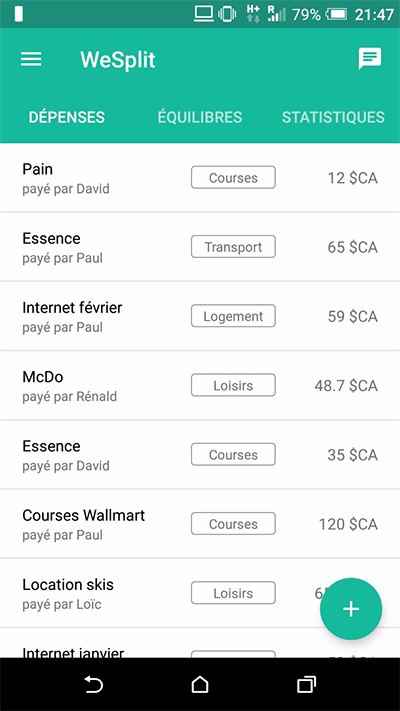 H+ R 79% 21:47
WeSplit
DÉPENSES ÉQUILIBRES STATISTIQUES
Pain
payé par David
Courses
12 $CA
Essence
payé par Paul
Transport
65 $CA
Internet février
payé par Paul
Logement
59 $CA
McDo
payé par Rénald
Loisirs
48.7 $CA
Essence
payé par David
Courses
35 $CA
Courses Wallmart
payé par Paul
Courses
120 $CA
Location skis
payé par Loïc
Loisirs
Internet janvier